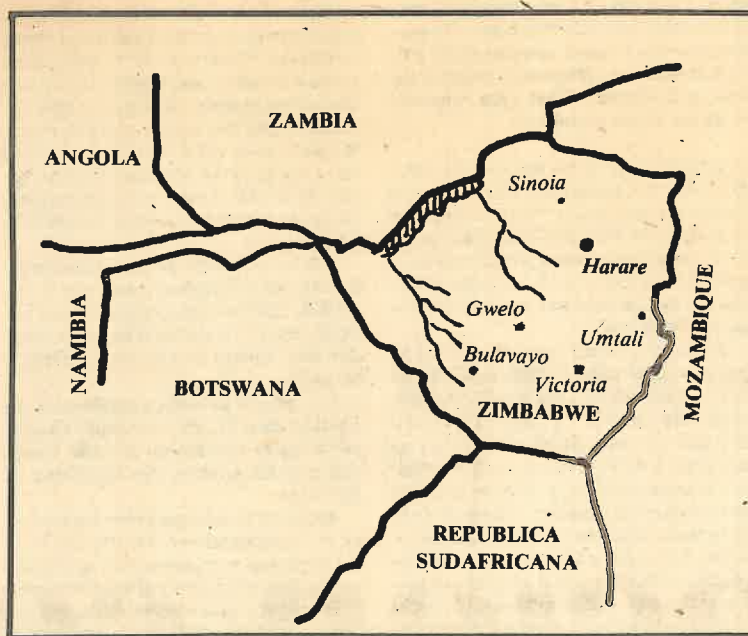 ZAMBIA
ANGOLA
Sinoia
Harare
NAMIBIA
MOZAMBIQUE
Gwelo
Umtali
Bulavayo
BOTSWANA
Victoria
ZIMBABWE
REPUBLICA
SUDAFRICANA